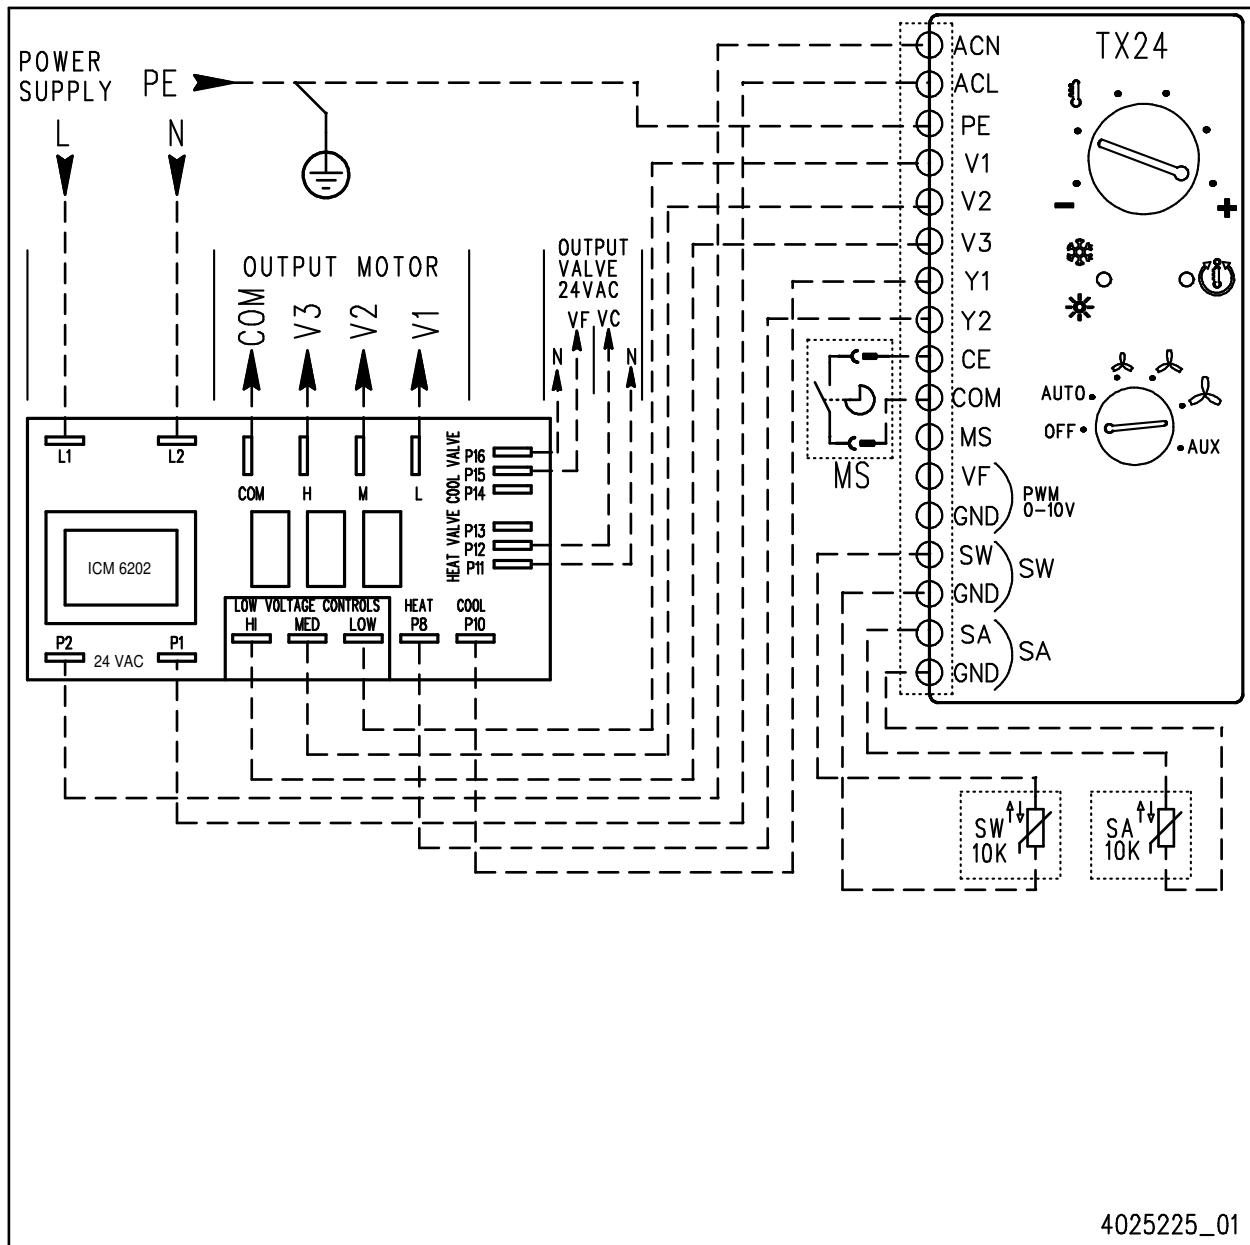 POWER
SUPPLY
PE
L
N
OUTPUT MOTOR
COM
V3
V2
V1
OUTPUT
VALVE
24VAC
N
VF
VC
N
L1
L2
COM
H
M
L
COOL VALVE
P16
P15
P14
HEAT VALVE
P13
P12
P11
ICM 6202
LOW VOLTAGE CONTROLS
HI
MED
LOW
HEAT
P8
COOL
P10
P2
24 VAC
P1
TX24
ACN
ACL
PE
V1
V2
V3
Y1
Y2
CE
COM
MS
VF
GND
PWM
0-10V
SW
GND
SW
SA
GND
SA
MS
AUTO
OFF
AUX
SW
10K
SA
10K
4025225_01